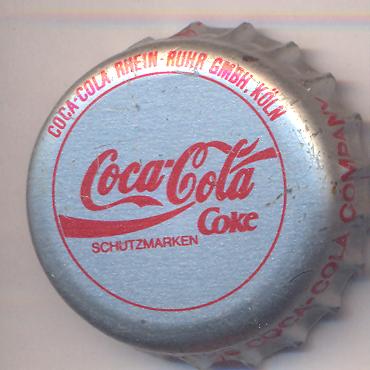 COCA-COLA RHEIN-RUHR GMBH, KÖLN
Coca-Cola
Coke
SCHUTZMARKEN
COCA-COLA COMPANY